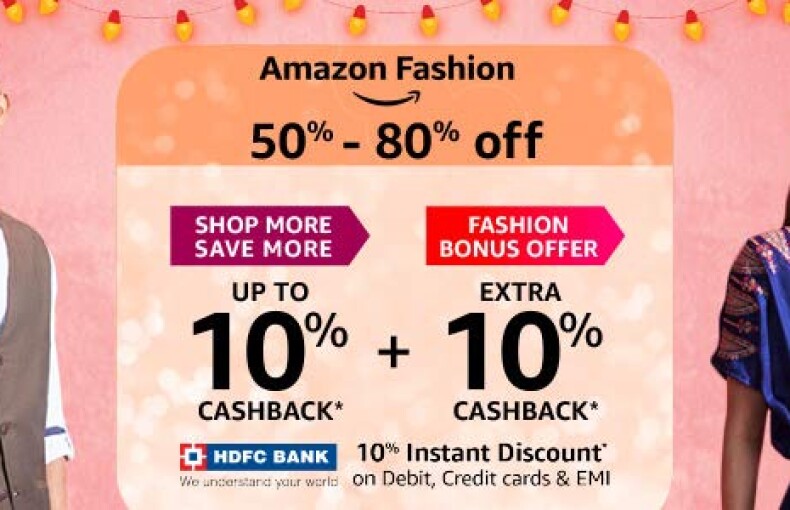 Amazon Fashion
50% - 80% off
SHOP MORE
SAVE MORE
FASHION
BONUS OFFER
UP TO
10%
CASHBACK*
+
EXTRA
10%
CASHBACK*
HDFC BANK
We understand your world
10% Instant Discount*
on Debit, Credit cards & EMI